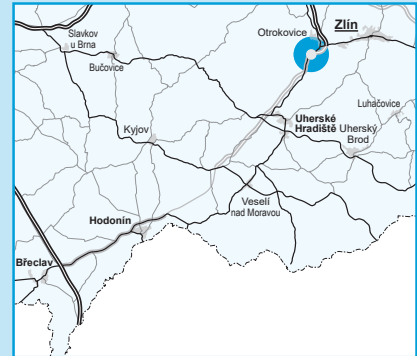 Zlín
Otrokovice
Slavkov
u Brna
Bučovice
Luhačovice
Uherské
Hradiště
Uherský
Brod
Kyjov
Veselí
nad Moravou
Hodonín
Břeclav